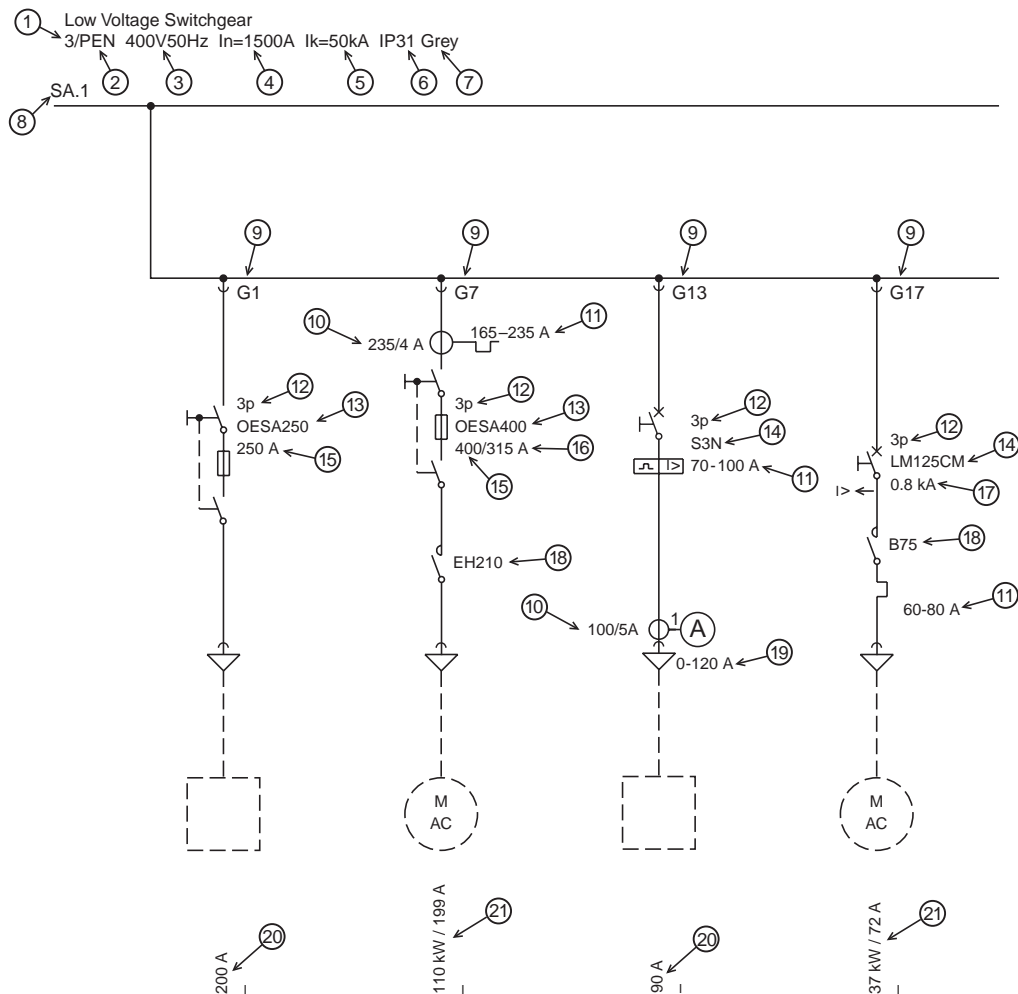 ① Low Voltage Switchgear
3/PEN 400V50Hz In=1500A Ik=50kA IP31 Grey
② ③ ④ ⑤ ⑥ ⑦
⑧ SA.1
⑨ ⑨ ⑨ ⑨
G1 G7 G13 G17
⑩ 235/4 A 165–235 A ⑪
3p ⑫
OESA250 ⑬
250 A ⑮
3p ⑫
OESA400 ⑬
400/315 A ⑯
⑮
EH210 ⑱
3p ⑫
S3N ⑭
I> 70-100 A ⑪
⑩ 100/5A 1 A
0-120 A ⑲
3p ⑫
LM125CM ⑭
I> 0.8 kA ⑰
B75 ⑱
60-80 A ⑪
M
AC
M
AC
200 A ⑳
110 kW / 199 A ㉑
90 A ⑳
37 kW / 72 A ㉑